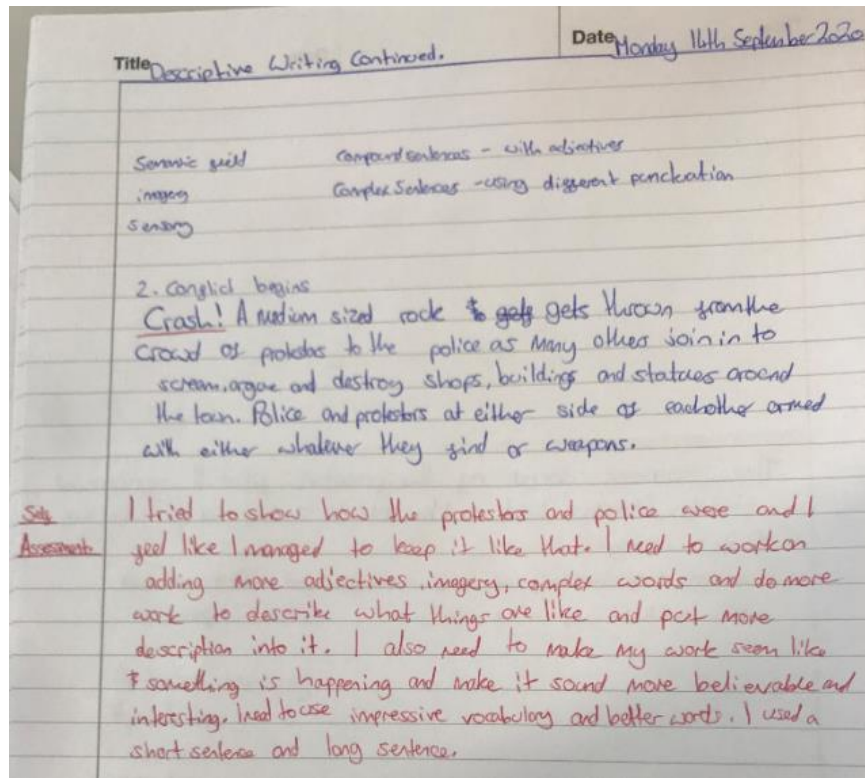 Title Descriptive Writing Continued.
Date Monday 14th September 2020
Semantic field compound sentences - with adjectives
imagery Complex Sentences - using different punctuation
sensory
2. Conflict begins
Crash! A medium sized rock gets gets thrown from the
crowd of protestors to the police as many others join in to
scream, argue and destroy shops, buildings and statues around
the town. Police and protestors at either side of eachother armed
with either whatever they find or weapons.
Self I tried to show how the protestors and police were and I
Assessment feel like I managed to keep it like that. I need to work on
adding more adjectives, imagery, complex words and do more
work to describe what things are like and put more
description into it. I also need to make my work seem like
something is happening and make it sound more believable and
interesting. I need to use impressive vocabulary and better words. I used a
short sentence and long sentence.